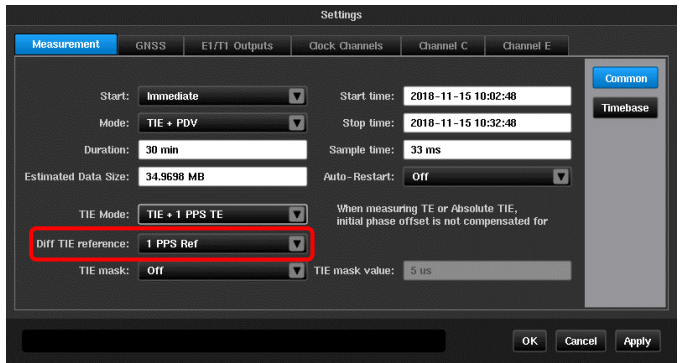 Settings
Measurement GNSS E1/T1 Outputs Clock Channels Channel C Channel E
Common
Timebase
Start: Immediate Start time: 2018-11-15 10:02:48
Mode: TIE + PDV Stop time: 2018-11-15 10:32:48
Duration: 30 min Sample time: 33 ms
Estimated Data Size: 34.9698 MB Auto-Restart: Off
TIE Mode: TIE + 1 PPS TE When measuring TE or Absolute TIE,
initial phase offset is not compensated for
Diff TIE reference: 1 PPS Ref
TIE mask: Off TIE mask value: 5 us
OK Cancel Apply